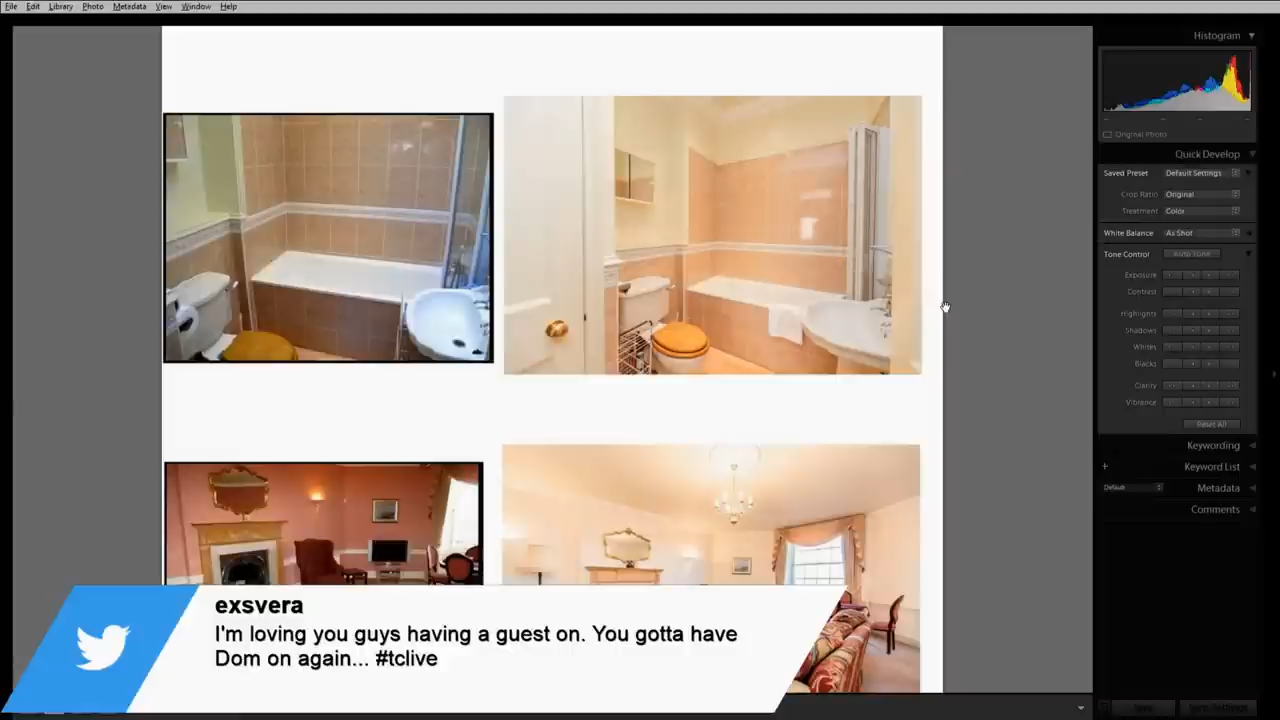 File Edit Library Photo Metadata View Window Help
Histogram
Original Photo
Quick Develop
Saved Preset Default Settings
Crop Ratio Original
Treatment Color
White Balance As Shot
Tone Control Auto Tone
Exposure
Contrast
Highlights
Shadows
Whites
Blacks
Clarity
Vibrance
Reset All
Keywording
+ Keyword List
Default Metadata
Comments
exsvera
I'm loving you guys having a guest on. You gotta have
Dom on again... #tclive